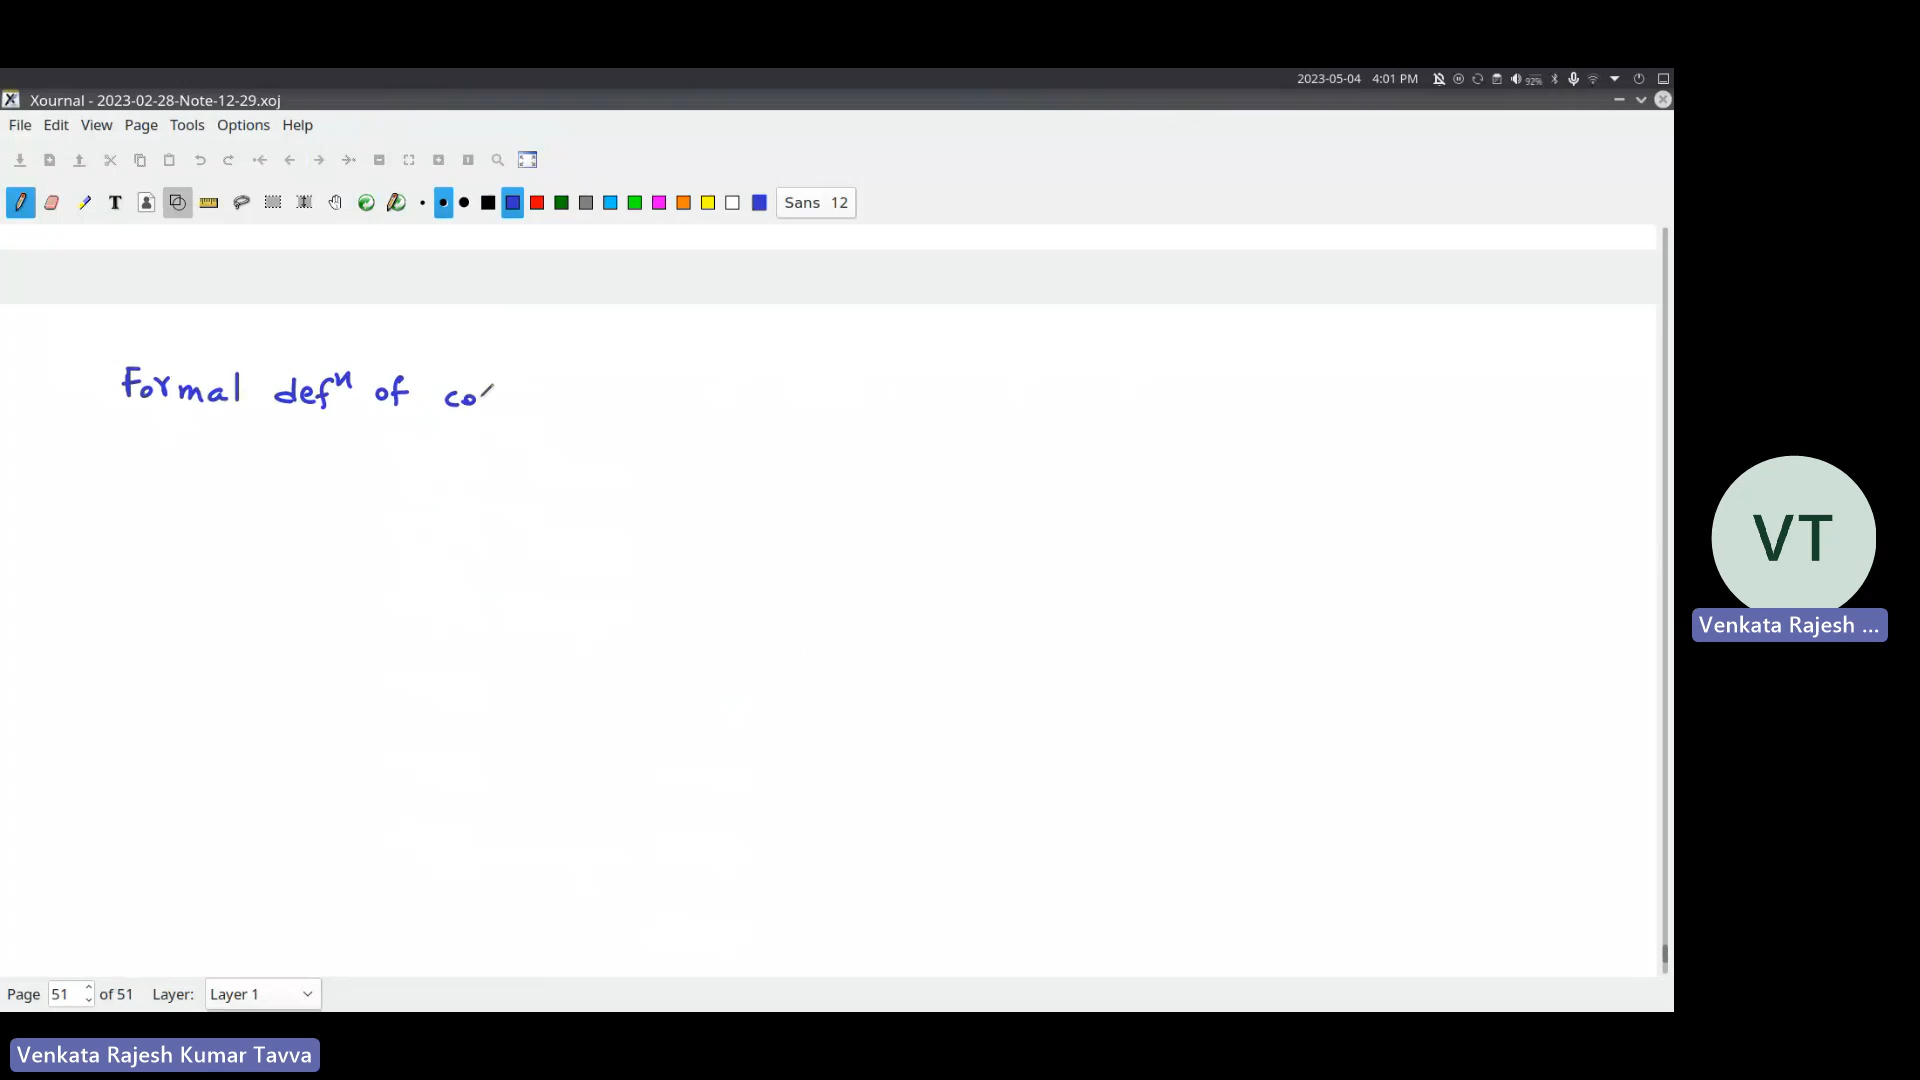 2023-05-04 4:01 PM 92%
Xournal - 2023-02-28-Note-12-29.xoj
File Edit View Page Tools Options Help
T Sans 12
Formal defⁿ of co
VT
Venkata Rajesh ...
Page 51 of 51 Layer: Layer 1
Venkata Rajesh Kumar Tavva